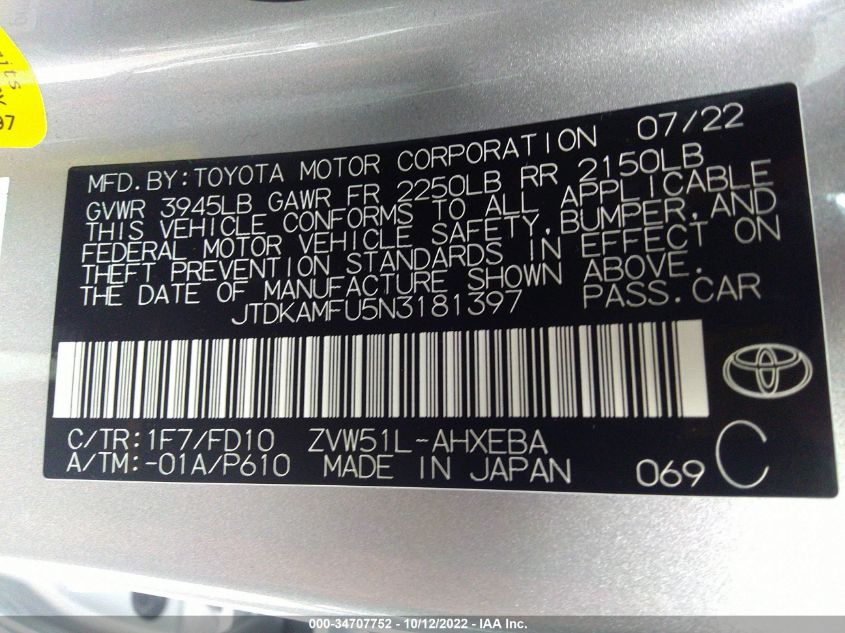 97
MFD.BY:TOYOTA MOTOR CORPORATION 07/22
GVWR 3945LB GAWR FR 2250LB RR 2150LB
THIS VEHICLE CONFORMS TO ALL APPLICABLE
FEDERAL MOTOR VEHICLE SAFETY,BUMPER,AND
THEFT PREVENTION STANDARDS IN EFFECT ON
THE DATE OF MANUFACTURE SHOWN ABOVE.
JTDKAMFU5N3181397 PASS.CAR
C/TR:1F7/FD10 ZVW51L-AHXEBA
A/TM:-01A/P610 MADE IN JAPAN 069 C
000-34707752 - 10/12/2022 - IAA Inc.